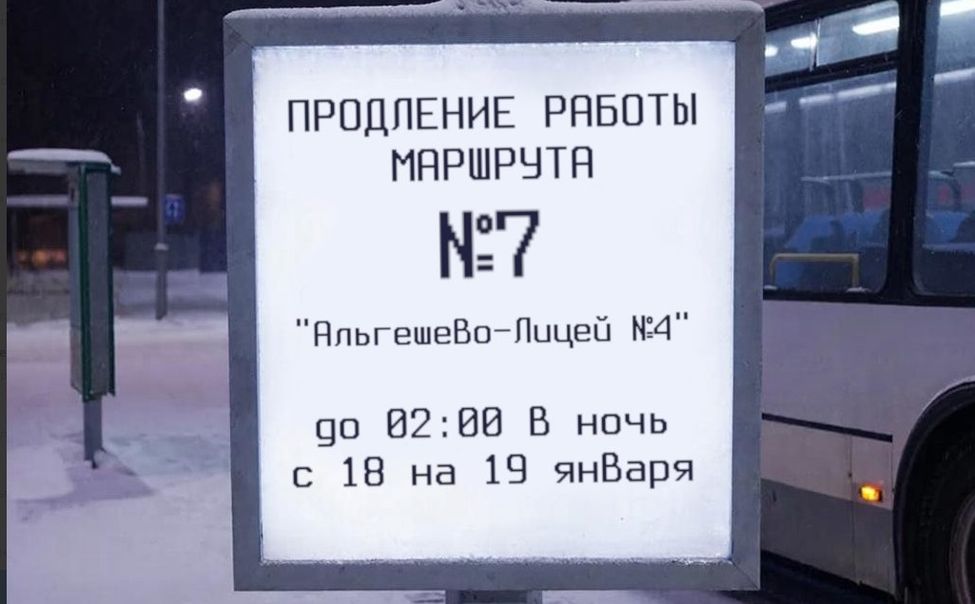 ПРОДЛЕНИЕ РАБОТЫ
МАРШРУТА
№7
"Альгешево-Лицей №4"
до 02:00 в ночь
с 18 на 19 января